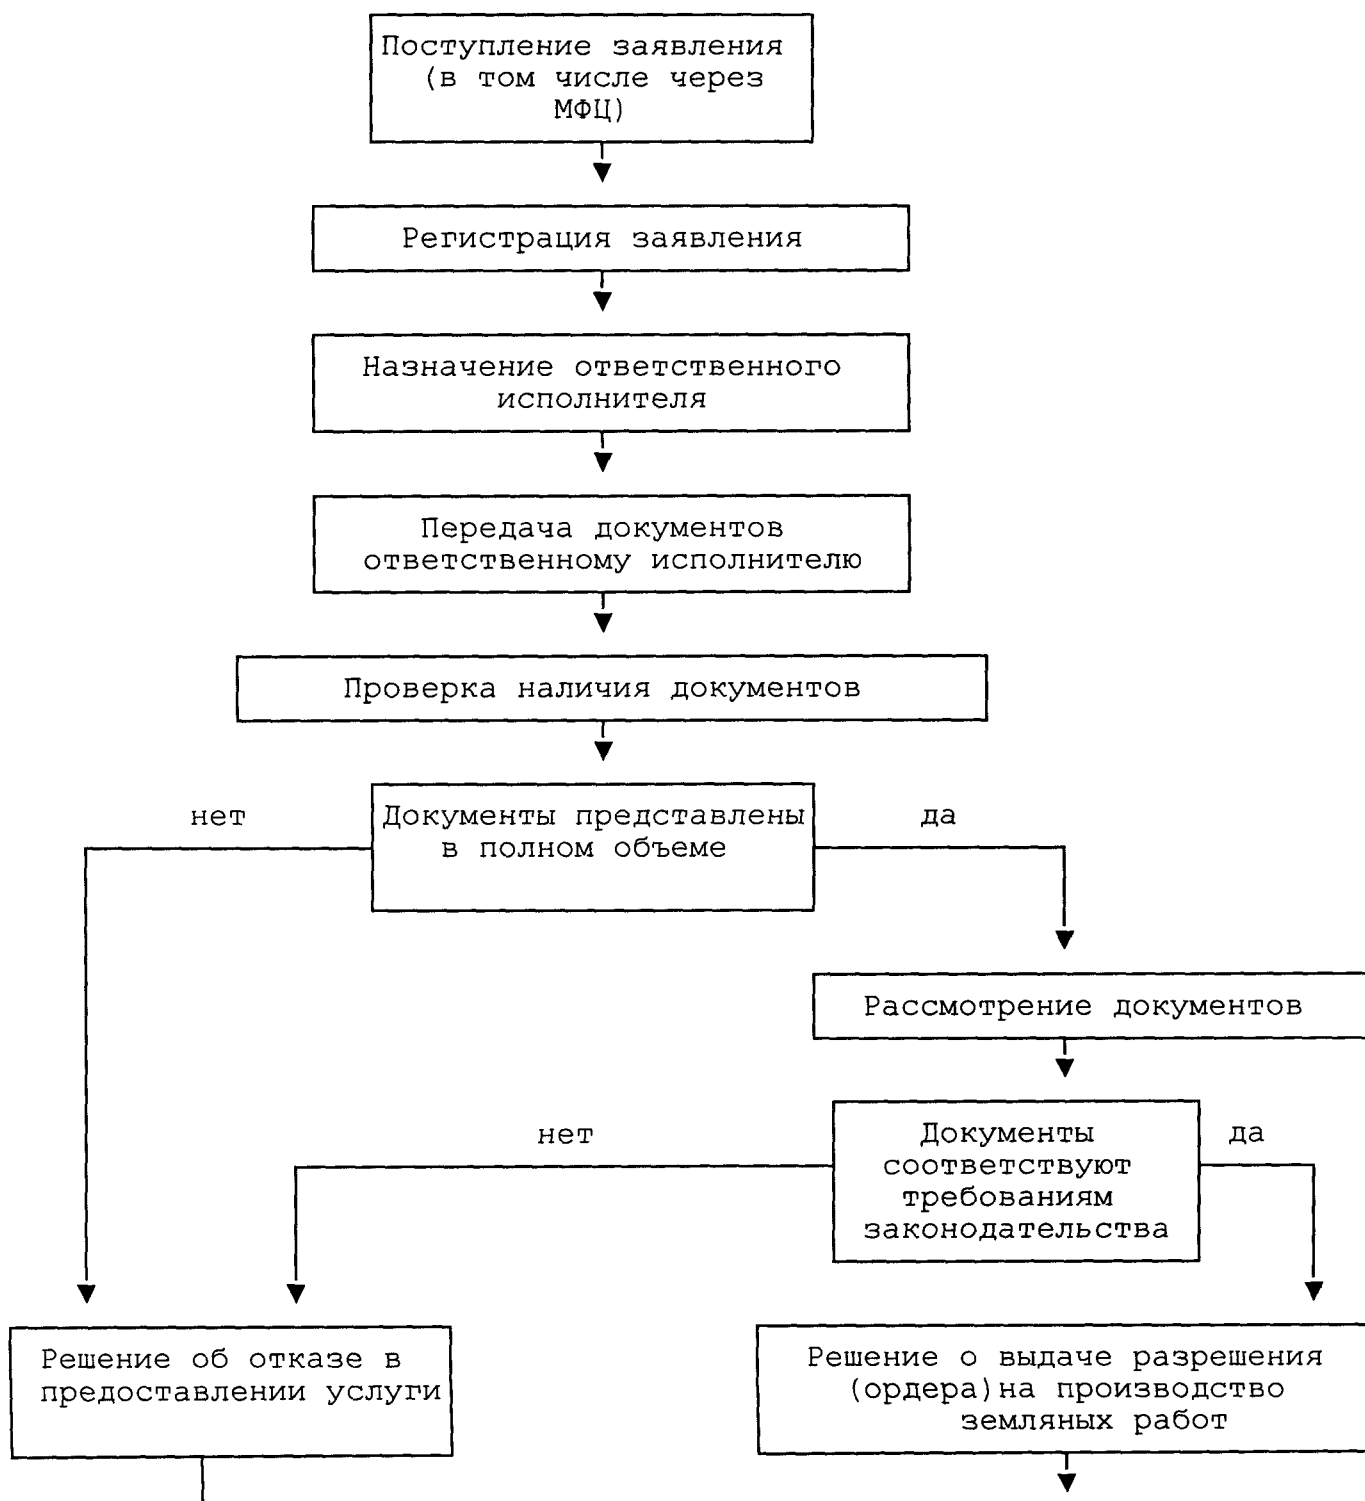 Поступление заявления
(в том числе через
МФЦ)
Регистрация заявления
Назначение ответственного
исполнителя
Передача документов
ответственному исполнителю
Проверка наличия документов
нет
Документы представлены
в полном объеме
да
Рассмотрение документов
нет
Документы
соответствуют
требованиям
законодательства
да
Решение об отказе в
предоставлении услуги
Решение о выдаче разрешения
(ордера)на производство
земляных работ